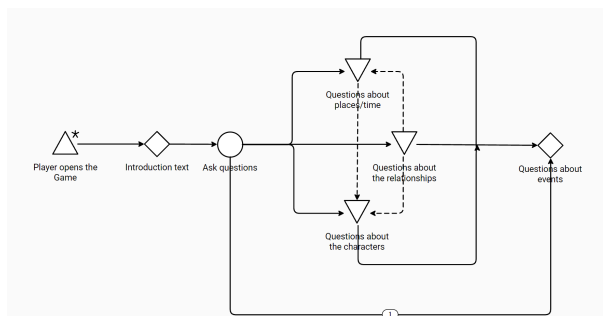 *
Questions about
places/time
Player opens the
Game
Introduction text
Ask questions
Questions about
the relationships
Questions about
events
Questions about
the characters
1